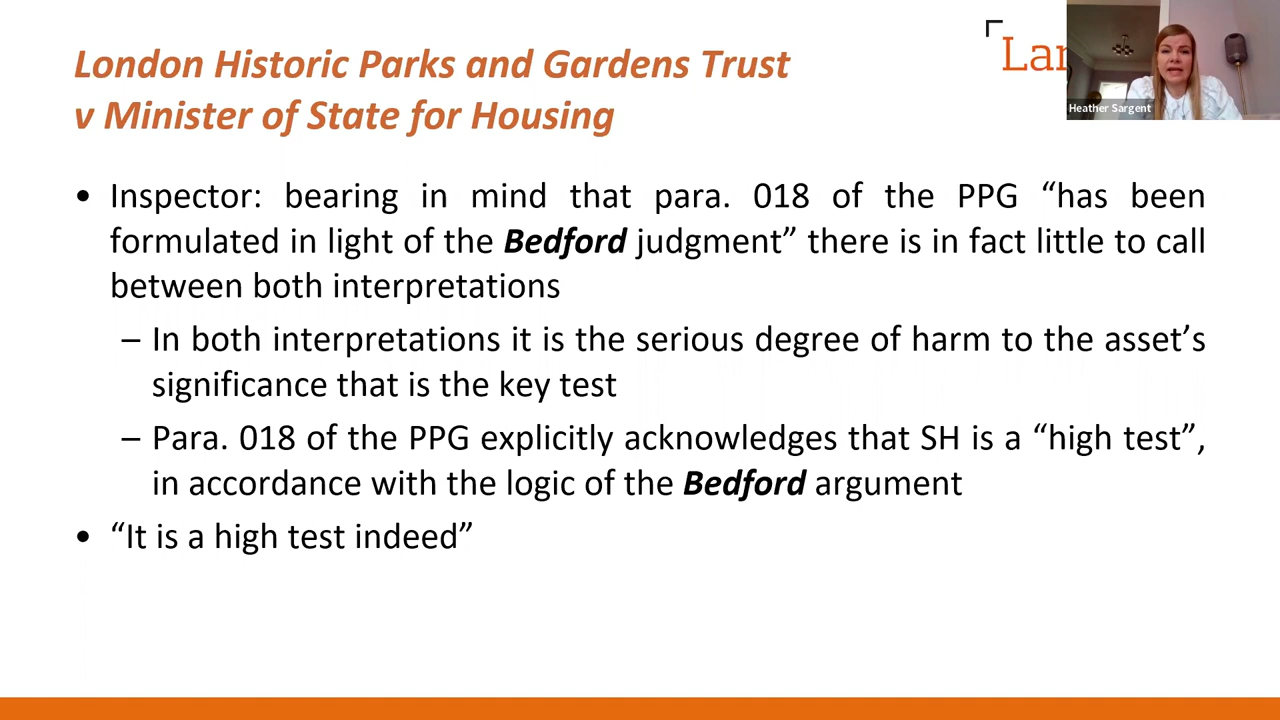 London Historic Parks and Gardens Trust
v Minister of State for Housing
Lan
Heather Sargent
• Inspector: bearing in mind that para. 018 of the PPG “has been
formulated in light of the Bedford judgment” there is in fact little to call
between both interpretations
– In both interpretations it is the serious degree of harm to the asset’s
significance that is the key test
– Para. 018 of the PPG explicitly acknowledges that SH is a “high test”,
in accordance with the logic of the Bedford argument
• “It is a high test indeed”